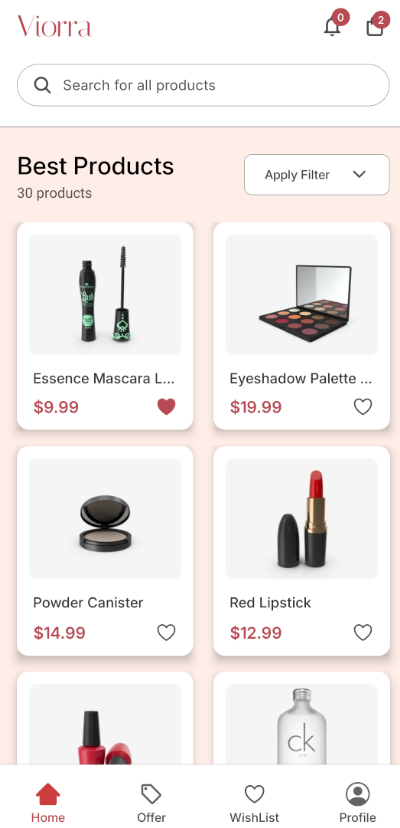 Viorra
0
2
Search for all products
Best Products
30 products
Apply Filter
Essence Mascara L...
$9.99
Eyeshadow Palette ...
$19.99
Powder Canister
$14.99
Red Lipstick
$12.99
ck
Home
Offer
WishList
Profile